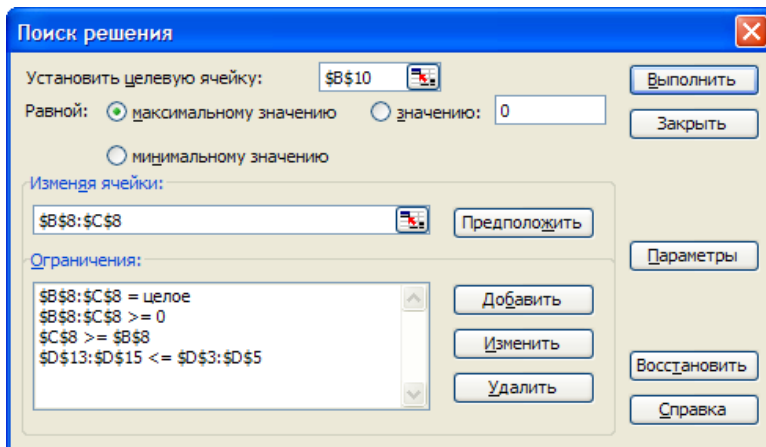 Поиск решения
Установить целевую ячейку: $B$10 Выполнить
Равной: максимальному значению значению: 0 Закрыть
минимальному значению
Изменяя ячейки:
$B$8:$C$8 Предположить
Параметры
Ограничения:
$B$8:$C$8 = целое Добавить
$B$8:$C$8 >= 0
$C$8 >= $B$8 Изменить
$D$13:$D$15 <= $D$3:$D$5
Восстановить
Удалить
Справка